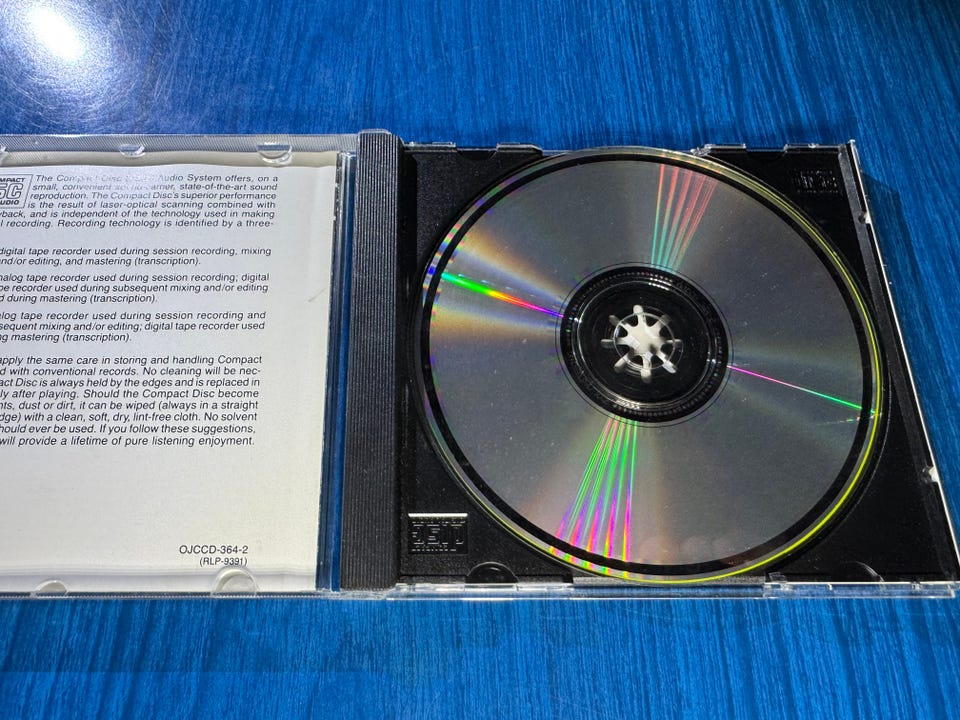 COMPACT
DISC
AUDIO
The Compact Disc Audio System offers, on a
small, convenient sound-carrier, state-of-the-art sound
reproduction. The Compact Disc's superior performance
is the result of laser-optical scanning combined with
yback, and is independent of the technology used in making
l recording. Recording technology is identified by a three-
digital tape recorder used during session recording, mixing
and/or editing, and mastering (transcription).
nalog tape recorder used during session recording; digital
pe recorder used during subsequent mixing and/or editing
d during mastering (transcription).
alog tape recorder used during session recording and
sequent mixing and/or editing; digital tape recorder used
ng mastering (transcription).
apply the same care in storing and handling Compact
d with conventional records. No cleaning will be nec-
act Disc is always held by the edges and is replaced in
ly after playing. Should the Compact Disc become
nts, dust or dirt, it can be wiped (always in a straight
dge) with a clean, soft, dry, lint-free cloth. No solvent
should ever be used. If you follow these suggestions,
will provide a lifetime of pure listening enjoyment.
OJCCD-364-2
(RLP-9391)